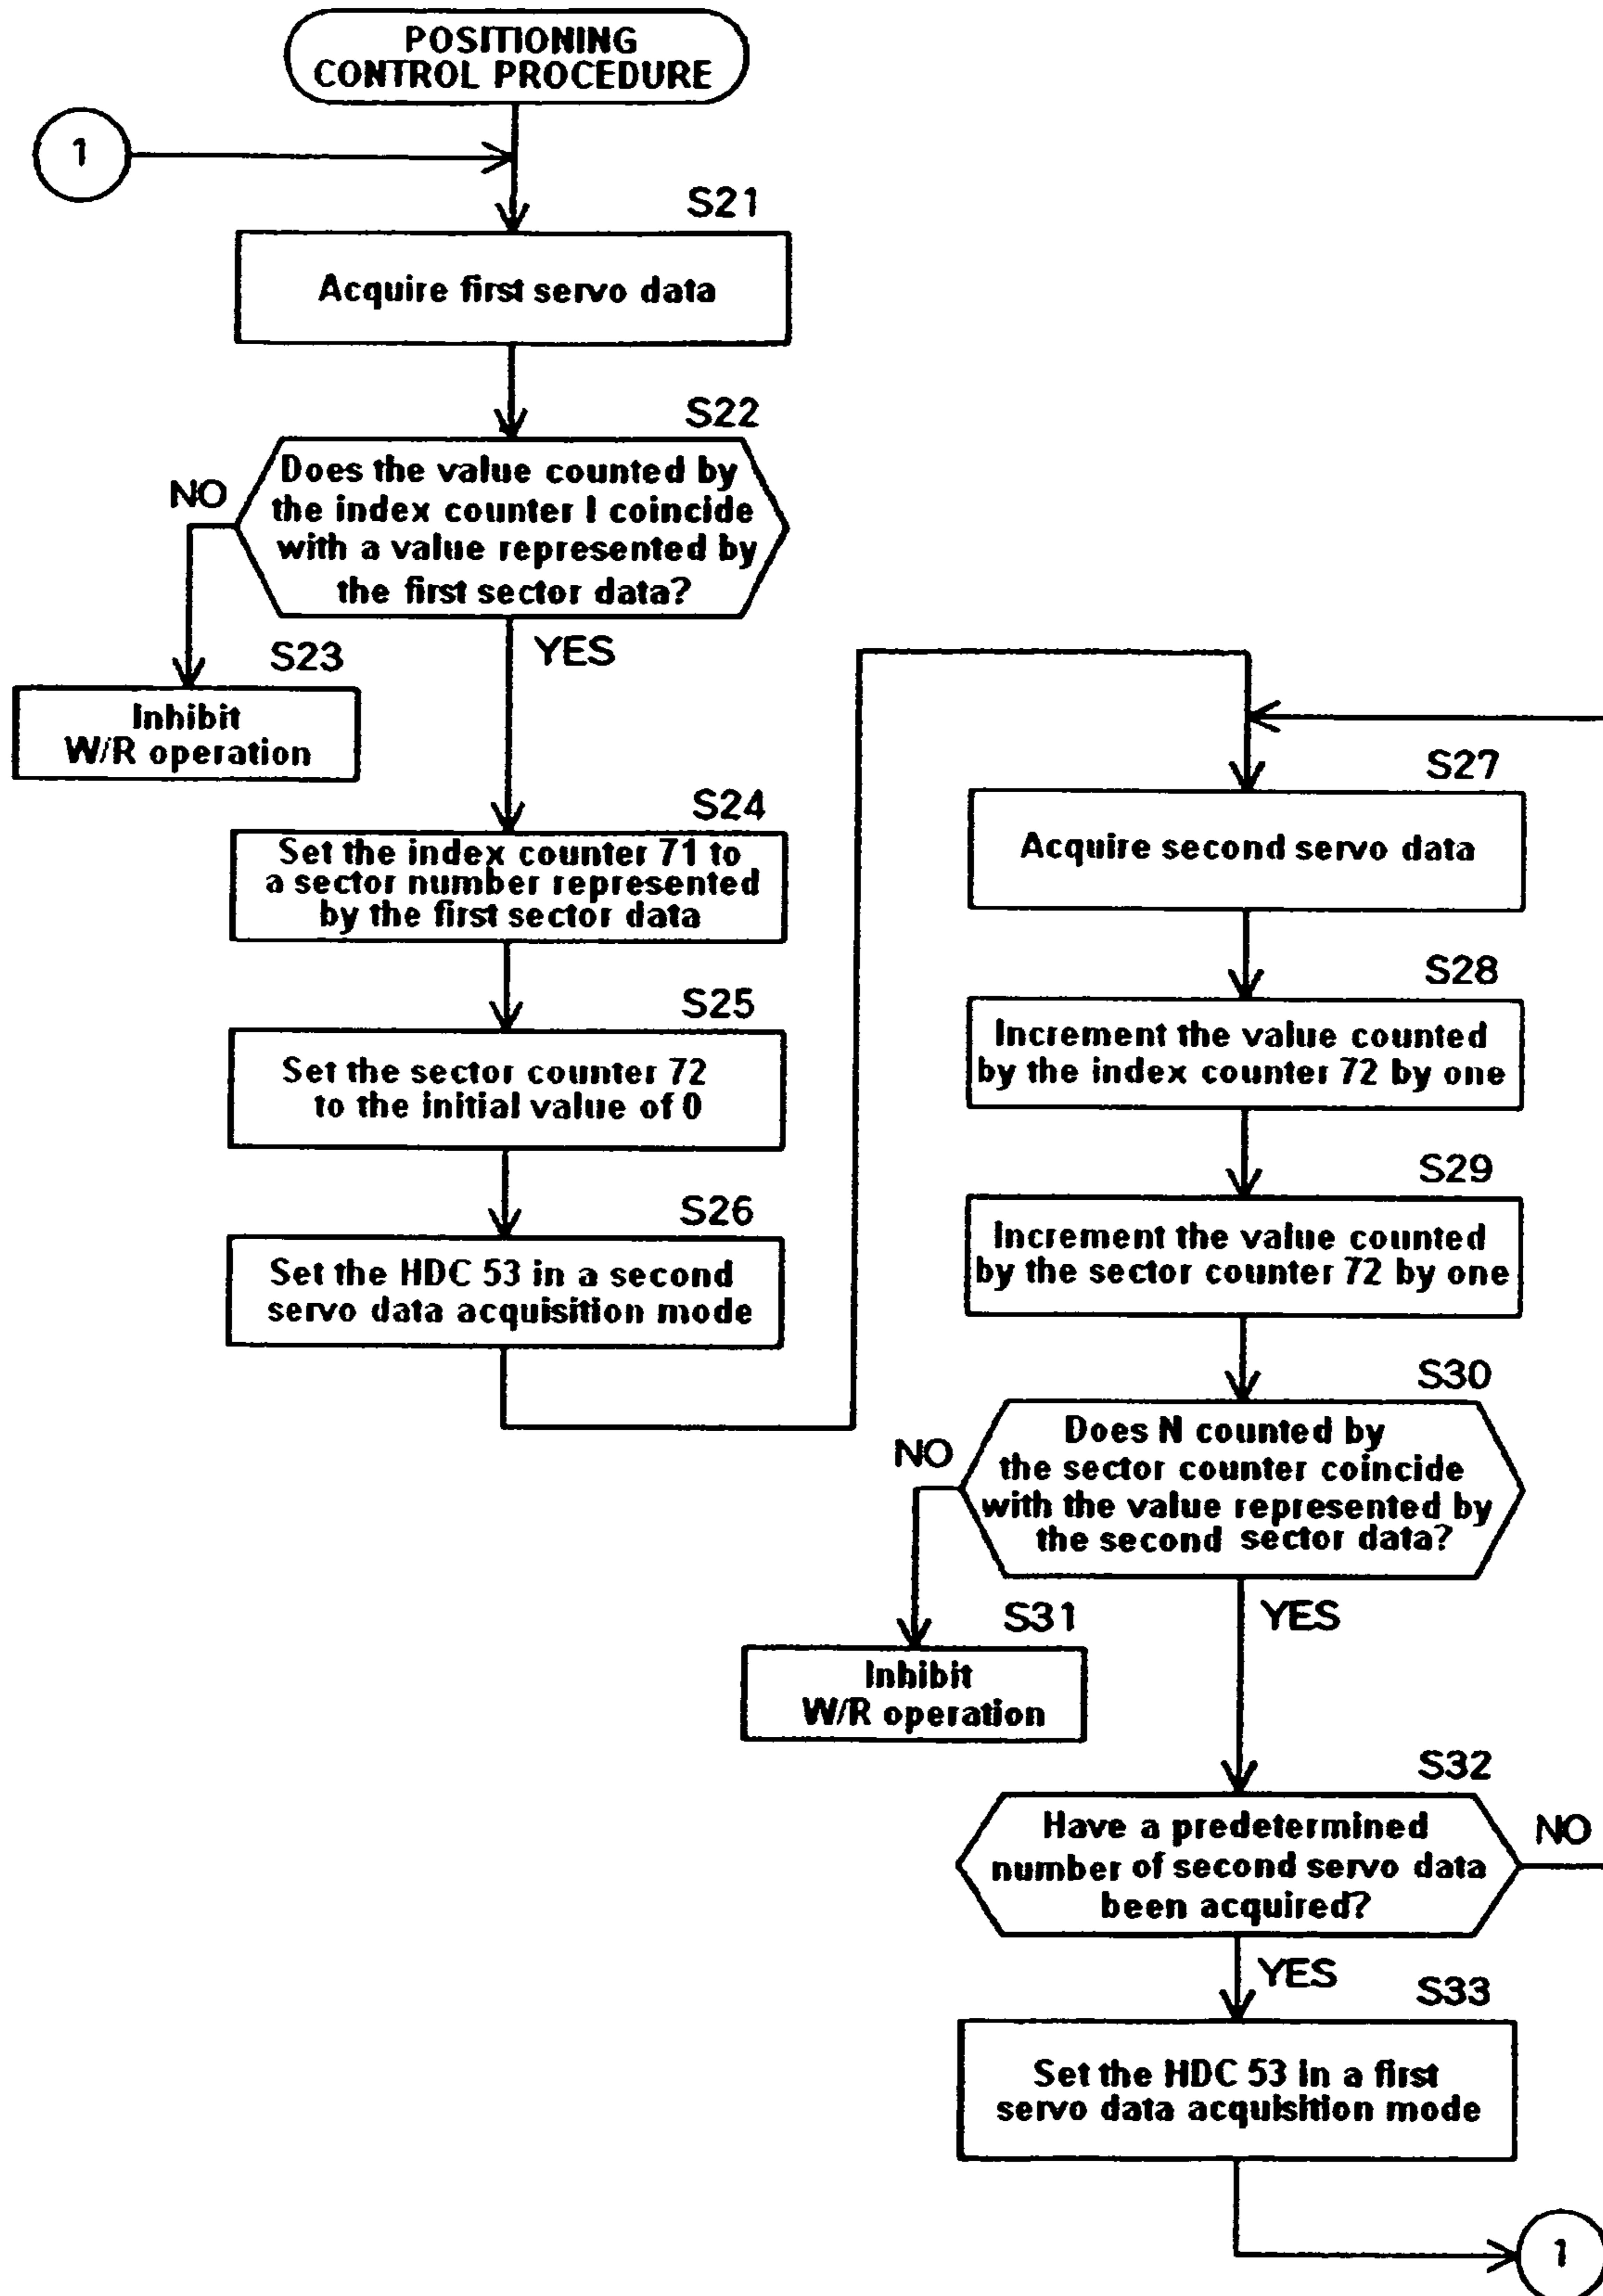 POSITIONING
CONTROL PROCEDURE
1
S21
Acquire first servo data
S22
Does the value counted by
the index counter I coincide
with a value represented by
the first sector data?
NO
YES
S23
Inhibit
W/R operation
S24
Set the index counter 71 to
a sector number represented
by the first sector data
S25
Set the sector counter 72
to the initial value of 0
S26
Set the HDC 53 in a second
servo data acquisition mode
S27
Acquire second servo data
S28
Increment the value counted
by the index counter 72 by one
S29
Increment the value counted
by the sector counter 72 by one
S30
Does N counted by
the sector counter coincide
with the value represented by
the second sector data?
NO
YES
S31
Inhibit
W/R operation
S32
Have a predetermined
number of second servo data
been acquired?
NO
YES
S33
Set the HDC 53 in a first
servo data acquisition mode
1